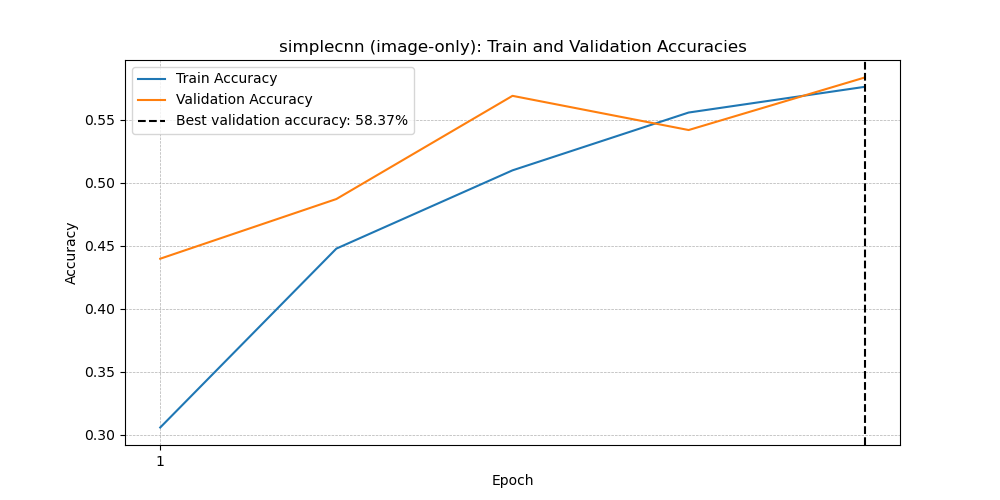 simplecnn (image-only): Train and Validation Accuracies
Train Accuracy
Validation Accuracy
Best validation accuracy: 58.37%
0.55
0.50
0.45
0.40
0.35
0.30
Accuracy
1
Epoch